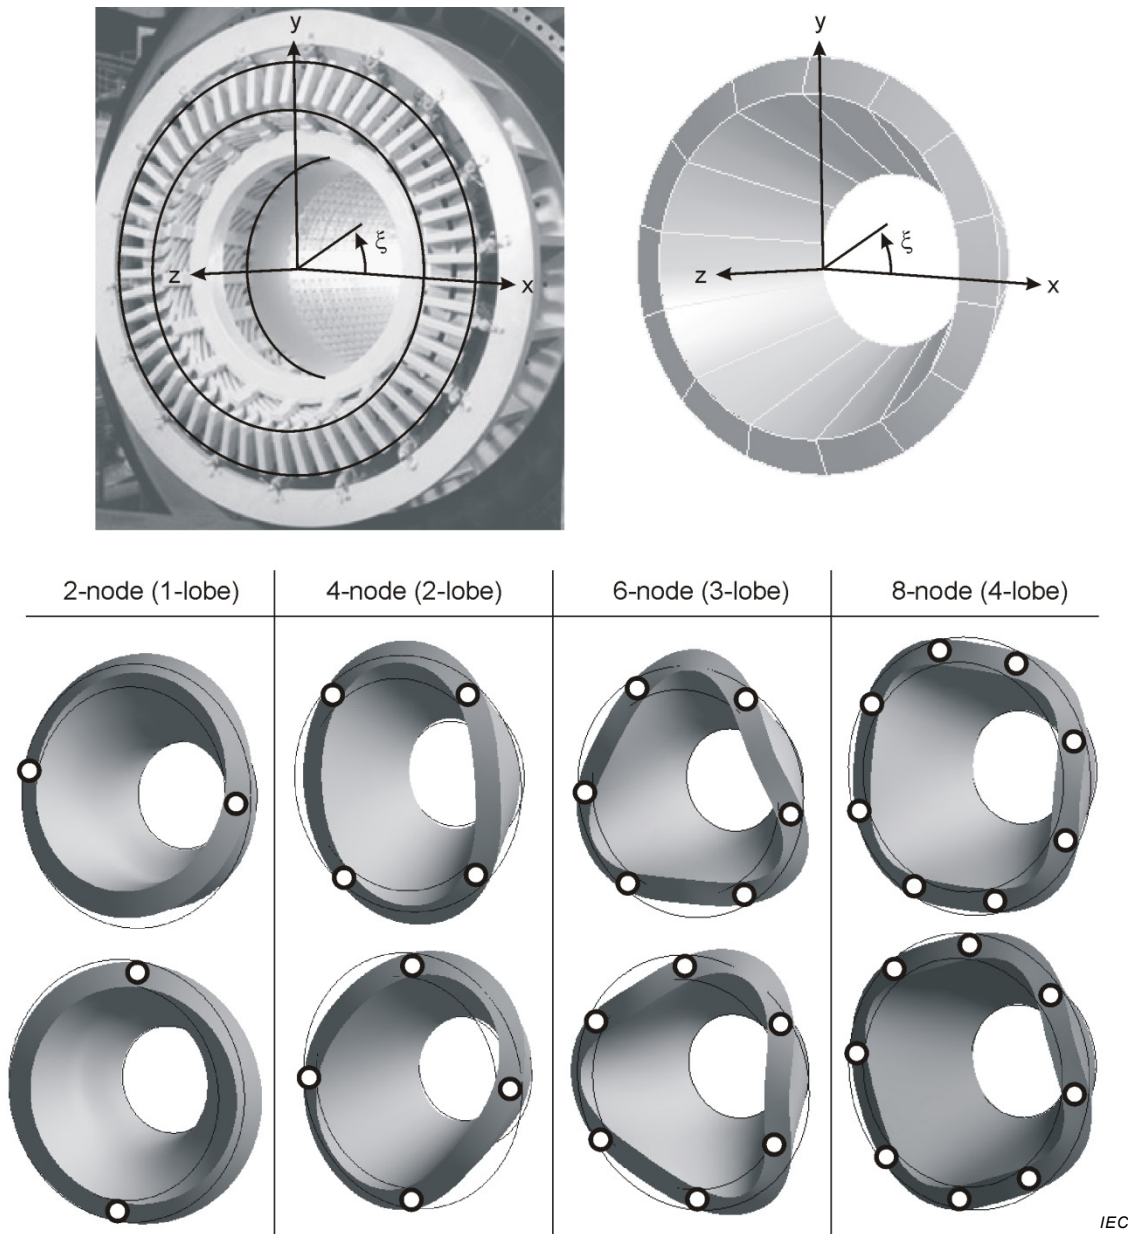 y
ξ
z
x
y
ξ
z
x
2-node (1-lobe)
4-node (2-lobe)
6-node (3-lobe)
8-node (4-lobe)
IEC